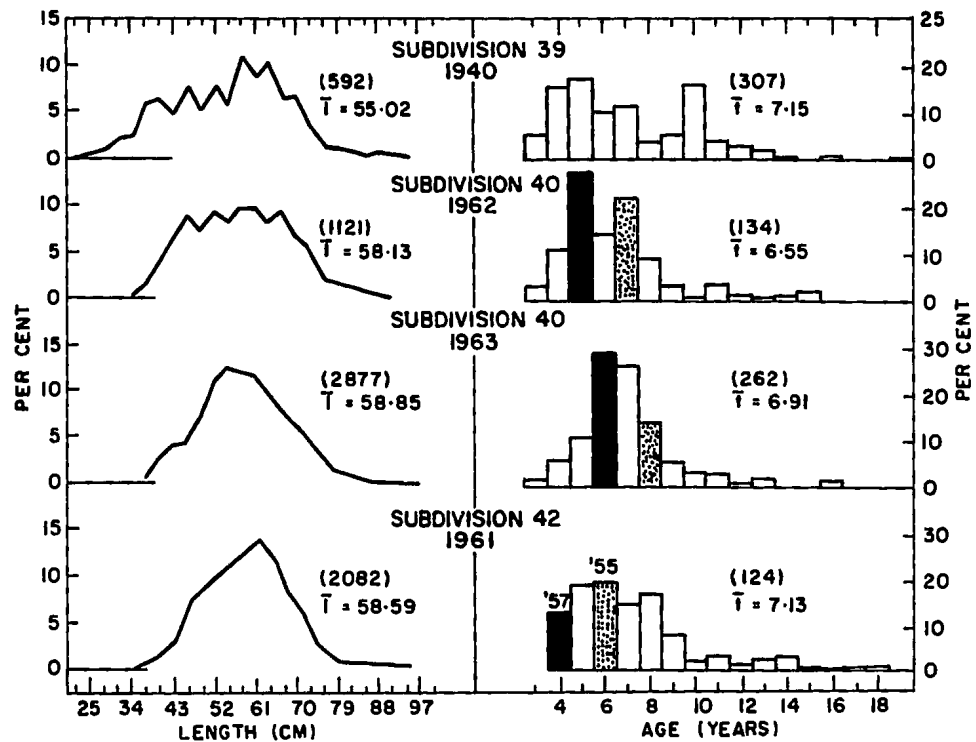 SUBDIVISION 39
1940
15
10
5
0
(592)
T̄ = 55·02
(307)
t̄ = 7·15
25
20
10
0
SUBDIVISION 40
1962
10
5
0
(1121)
T̄ = 58·13
(134)
t̄ = 6·55
20
10
0
SUBDIVISION 40
1963
15
10
5
0
(2877)
T̄ = 58·85
(262)
t̄ = 6·91
30
20
10
0
SUBDIVISION 42
1961
15
10
5
0
(2082)
T̄ = 58·59
'57
'55
(124)
t̄ = 7·13
30
20
10
0
PER CENT
PER CENT
25 34 43 52 61 70 79 88 97
LENGTH (CM)
4 6 8 10 12 14 16 18
AGE (YEARS)